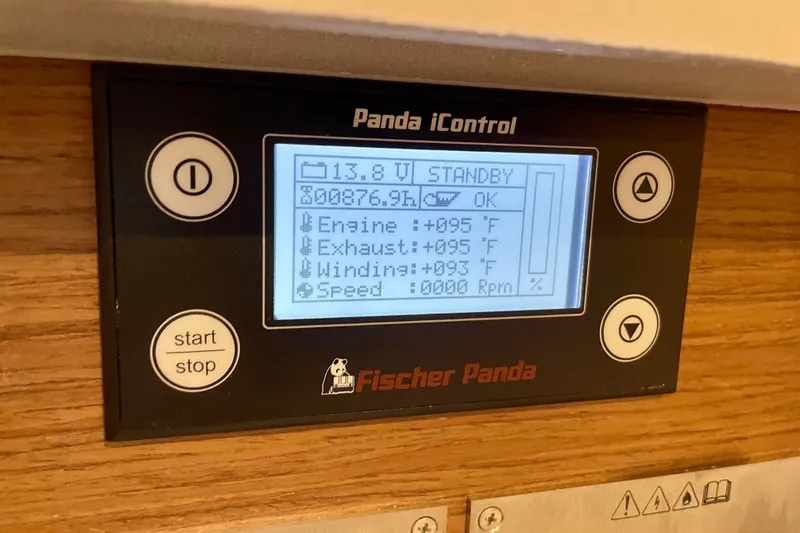 Panda iControl
13.8 V STANDBY
00876.9h OK
Engine :+095 °F
Exhaust:+095 °F
Winding:+093 °F
Speed :0000 Rpm
%
start
stop
Fischer Panda